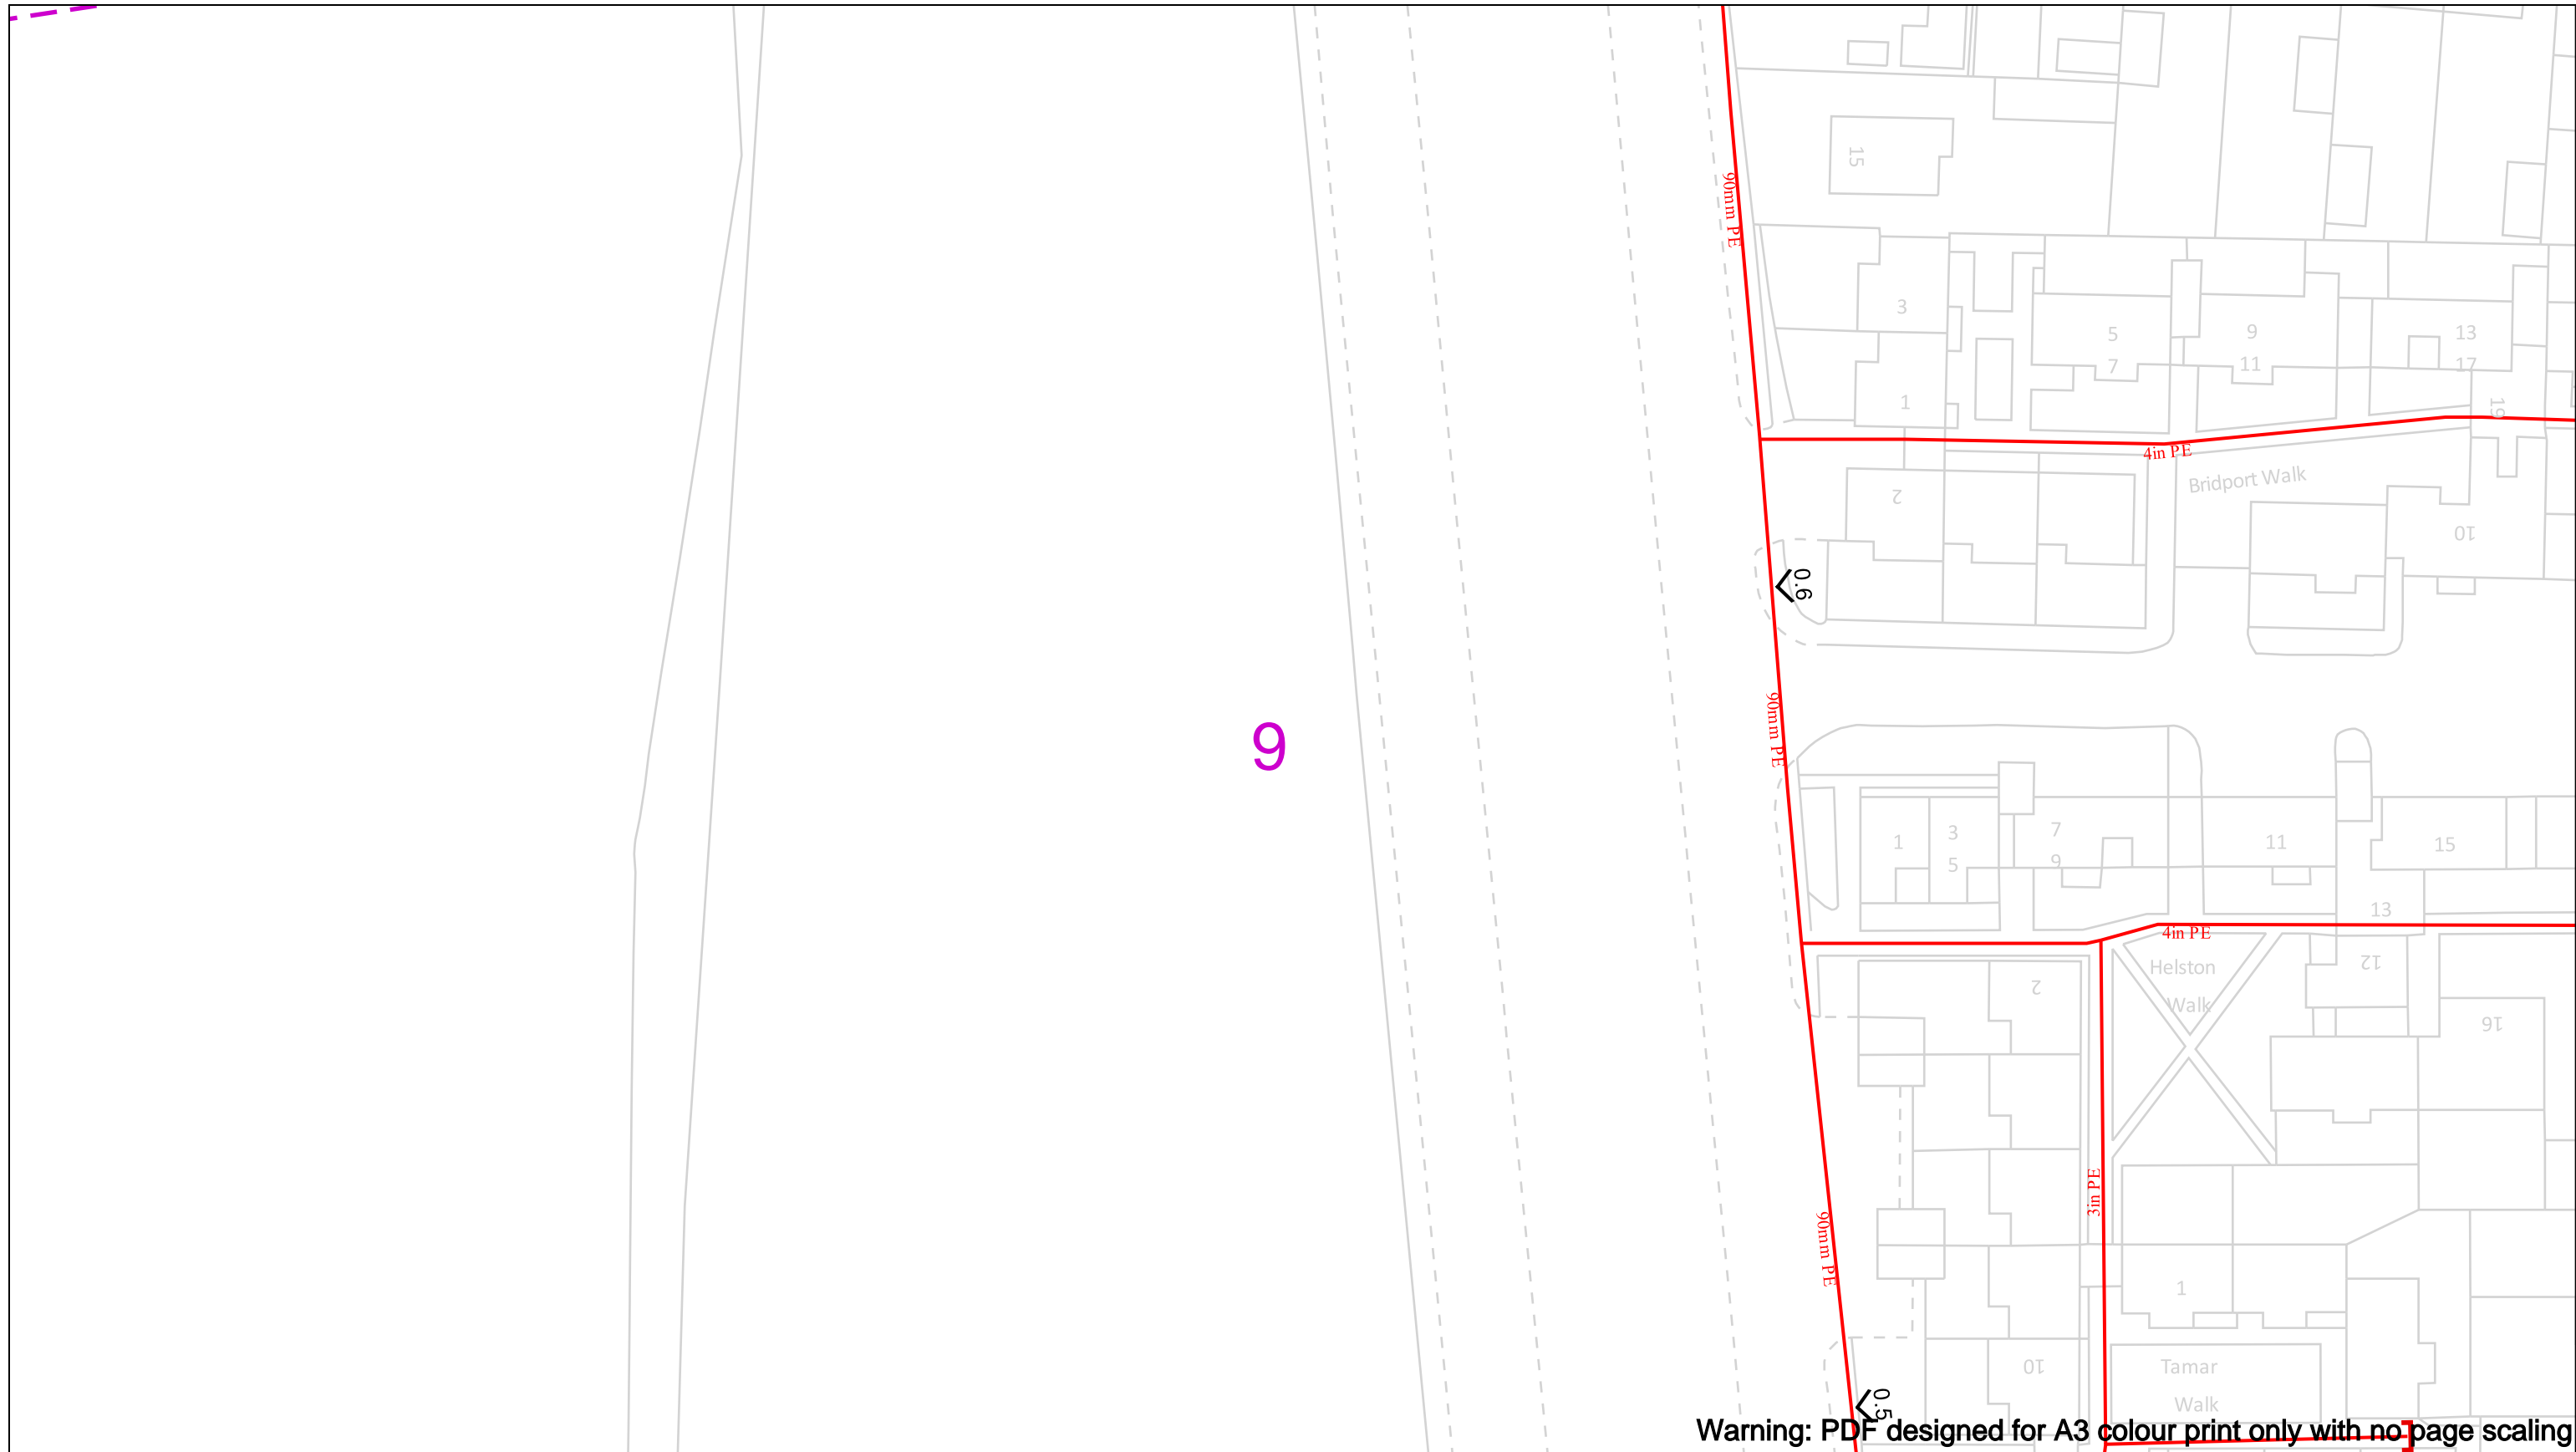 15
90mm PE
3
5
9
13
7
11
17
1
19
4in PE
Bridport Walk
2
10
0.6
90mm PE
9
1
3
7
11
15
5
9
13
4in PE
Helston
Walk
12
2
16
3in PE
90mm PE
1
10
Tamar
Walk
0.5
Warning: PDF designed for A3 colour print only with no page scaling